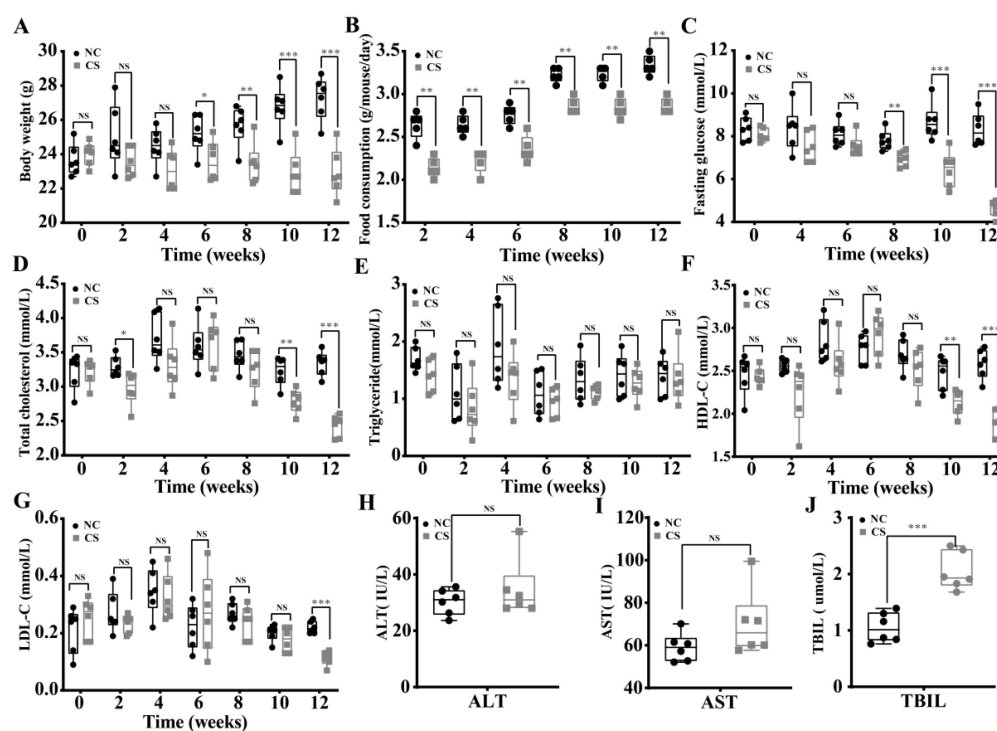 A
NC
CS
Body weight (g)
30
28
26
24
22
20
NS
NS
NS
*
**
***
***
0 2 4 6 8 10 12
Time (weeks)
B
NC
CS
Food consumption (g/mouse/day)
3.5
3.0
2.5
2.0
1.5
**
**
**
**
**
**
2 4 6 8 10 12
Time (weeks)
C
NC
CS
Fasting glucose (mmol/L)
12
10
8
6
4
NS
NS
NS
**
***
***
0 2 4 6 8 10 12
Time (weeks)
D
NC
CS
Total cholesterol (mmol/L)
4.5
4.0
3.5
3.0
2.5
2.0
NS
*
NS
NS
NS
**
***
0 2 4 6 8 10 12
Time (weeks)
E
NC
CS
Triglyceride(mmol/L)
3
2
1
0
NS
NS
NS
NS
NS
NS
NS
0 2 4 6 8 10 12
Time (weeks)
F
NC
CS
HDL-C (mmol/L)
3.5
3.0
2.5
2.0
1.5
NS
NS
NS
NS
NS
**
***
0 2 4 6 8 10 12
Time (weeks)
G
NC
CS
LDL-C (mmol/L)
0.6
0.4
0.2
0.0
NS
NS
NS
NS
NS
NS
***
0 2 4 6 8 10 12
Time (weeks)
H
NC
CS
ALT( IU/L)
60
40
20
0
NS
ALT
I
NC
CS
AST( IU/L)
120
100
80
60
40
NS
AST
J
NC
CS
TBIL ( umol/L)
3
2
1
0
***
TBIL